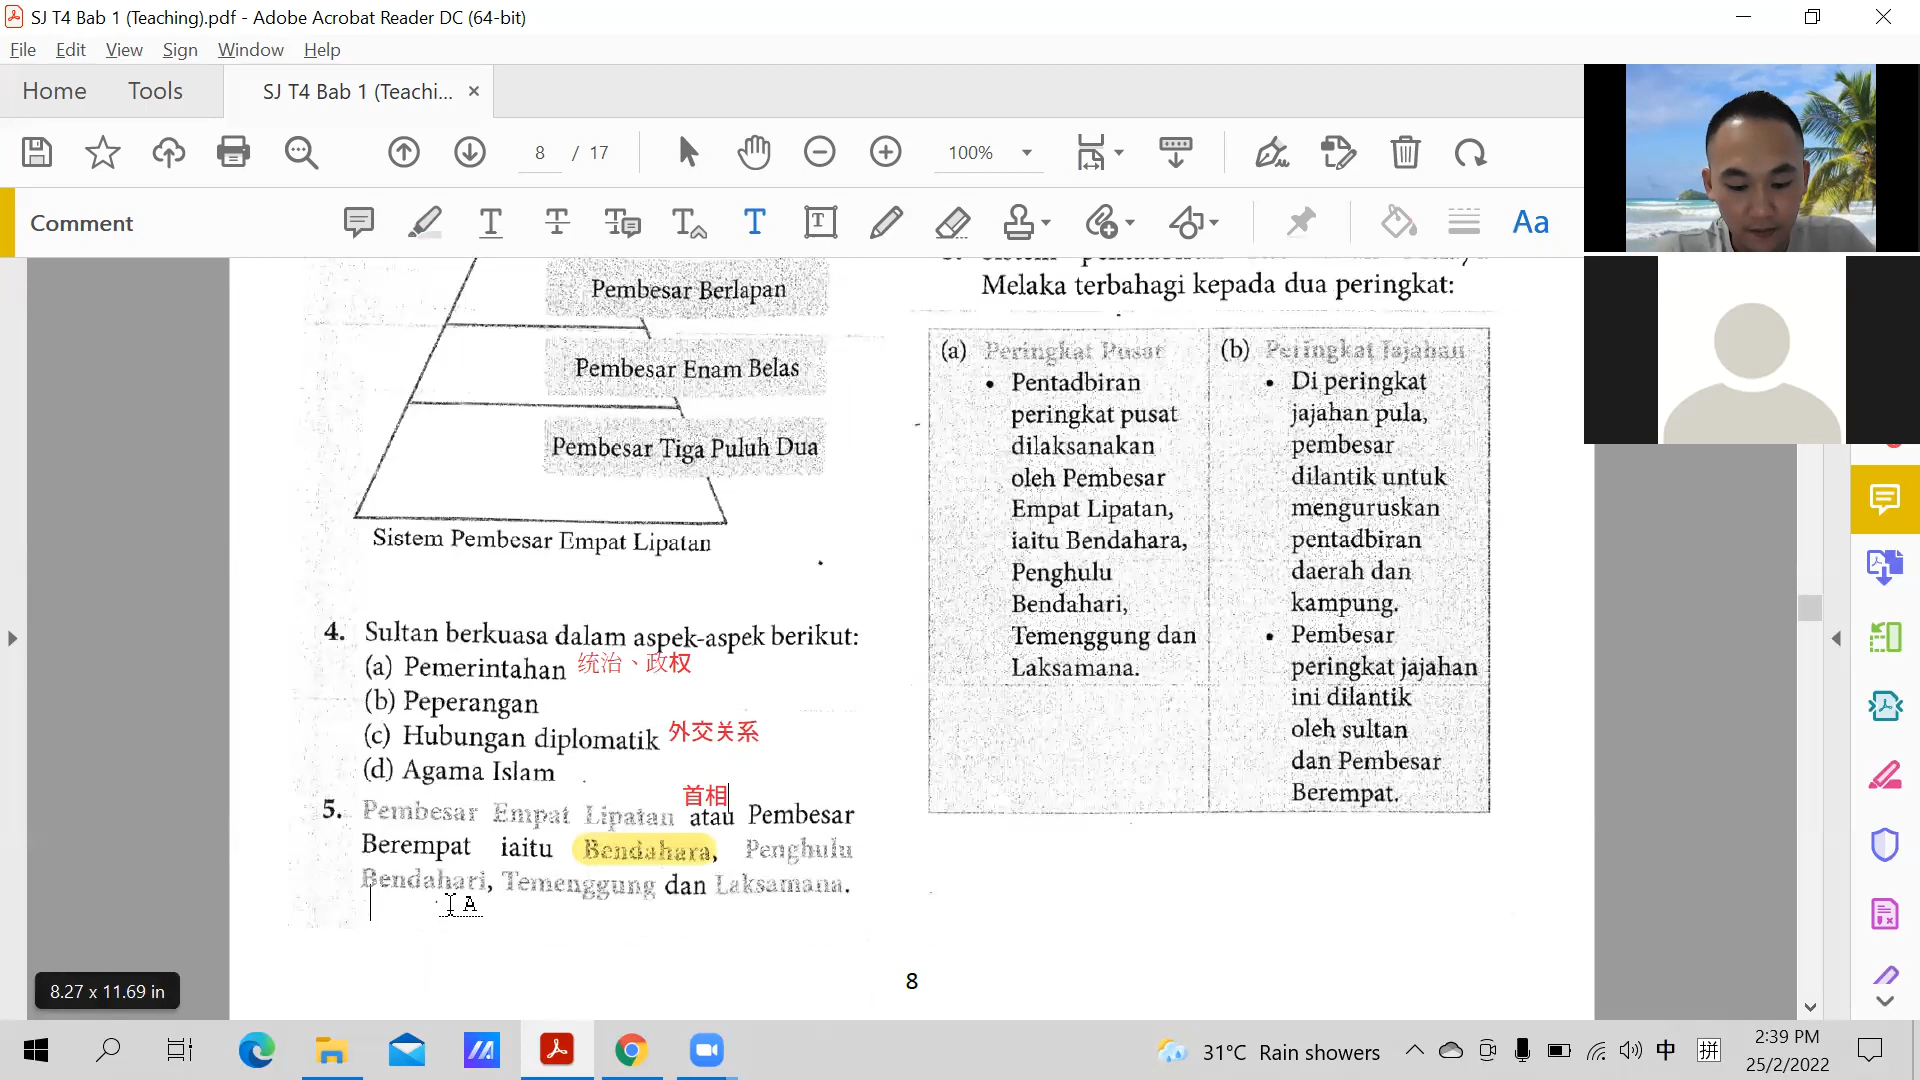 SJ T4 Bab 1 (Teaching).pdf - Adobe Acrobat Reader DC (64-bit)
File Edit View Sign Window Help
Home Tools SJ T4 Bab 1 (Teachi... ×
8 / 17 100%
Comment
Aa
Pembesar Berlapan
Pembesar Enam Belas
Pembesar Tiga Puluh Dua
Sistem Pembesar Empat Lipatan
4. Sultan berkuasa dalam aspek-aspek berikut:
(a) Pemerintahan 统治、政权
(b) Peperangan
(c) Hubungan diplomatik 外交关系
(d) Agama Islam
首相
5. Pembesar Empat Lipatan atau Pembesar
Berempat iaitu Bendahara, Penghulu
Bendahari, Temenggung dan Laksamana.
Melaka terbahagi kepada dua peringkat:
(a) Peringkat Pusat
• Pentadbiran
peringkat pusat
dilaksanakan
oleh Pembesar
Empat Lipatan,
iaitu Bendahara,
Penghulu
Bendahari,
Temenggung dan
Laksamana.
(b) Peringkat Jajahan
• Di peringkat
jajahan pula,
pembesar
dilantik untuk
menguruskan
pentadbiran
daerah dan
kampung.
• Pembesar
peringkat jajahan
ini dilantik
oleh sultan
dan Pembesar
Berempat.
8
8.27 x 11.69 in
31°C Rain showers
中
拼
2:39 PM
25/2/2022